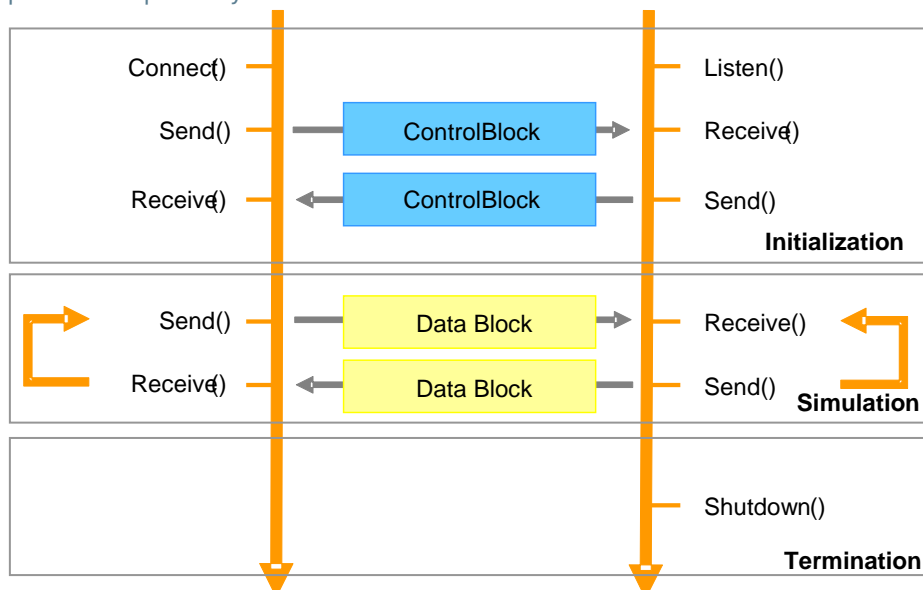 Connect() Listen()
Send() ControlBlock Receive()
Receive() ControlBlock Send()
Initialization
Send() Data Block Receive()
Receive() Data Block Send()
Simulation
Shutdown()
Termination